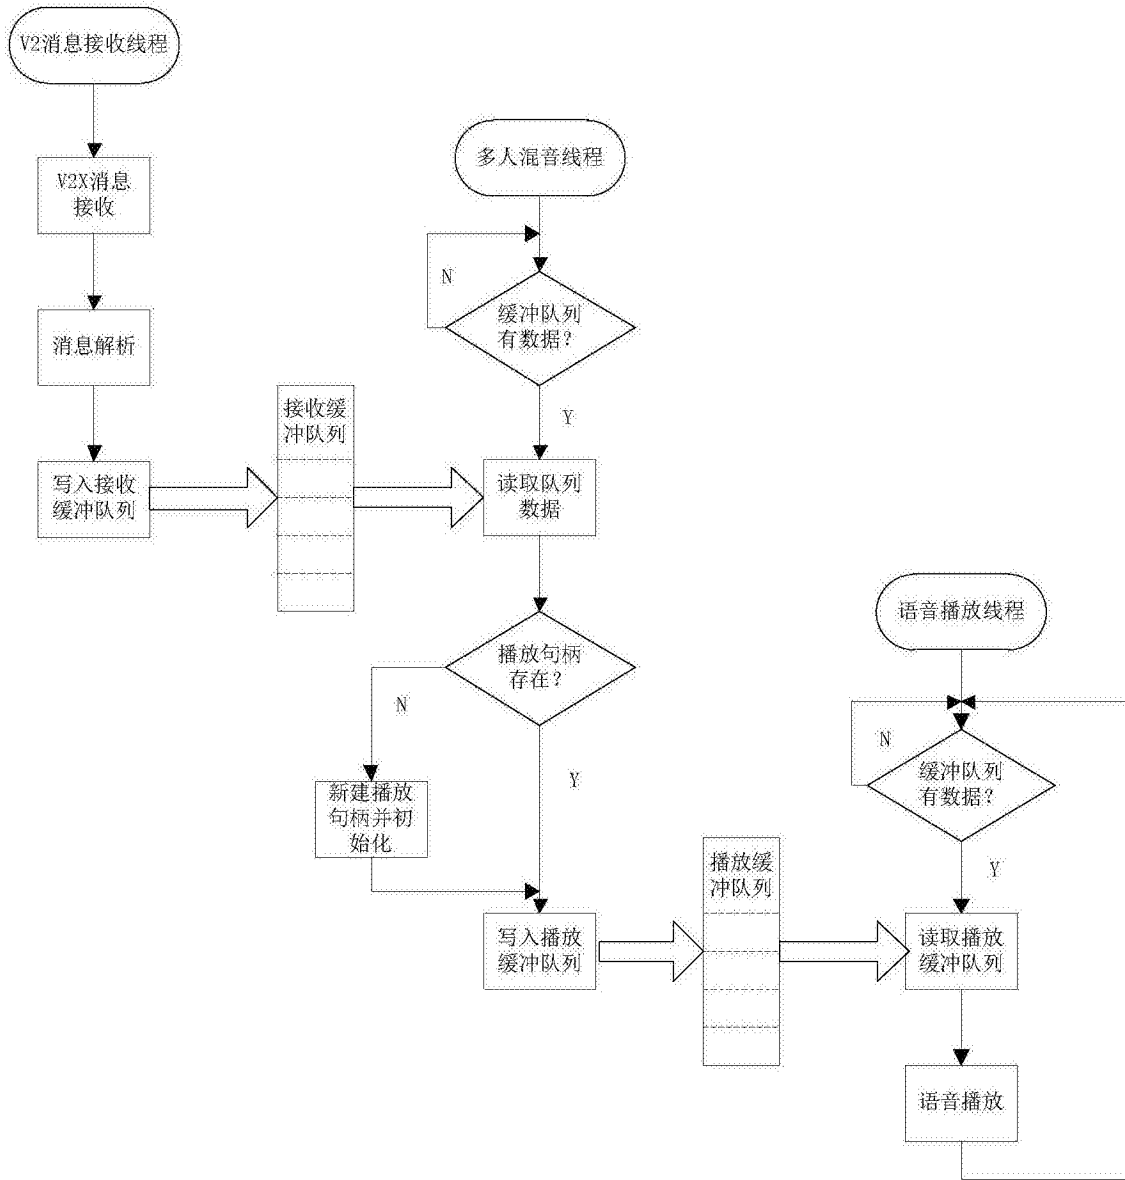 V2消息接收线程
V2X消息
接收
消息解析
写入接收
缓冲队列
接收缓
冲队列
多人混音线程
N
缓冲队列
有数据？
Y
读取队列
数据
播放句柄
存在？
N
Y
新建播放
句柄并初
始化
写入播放
缓冲队列
播放缓
冲队列
语音播放线程
N
缓冲队列
有数据？
Y
读取播放
缓冲队列
语音播放